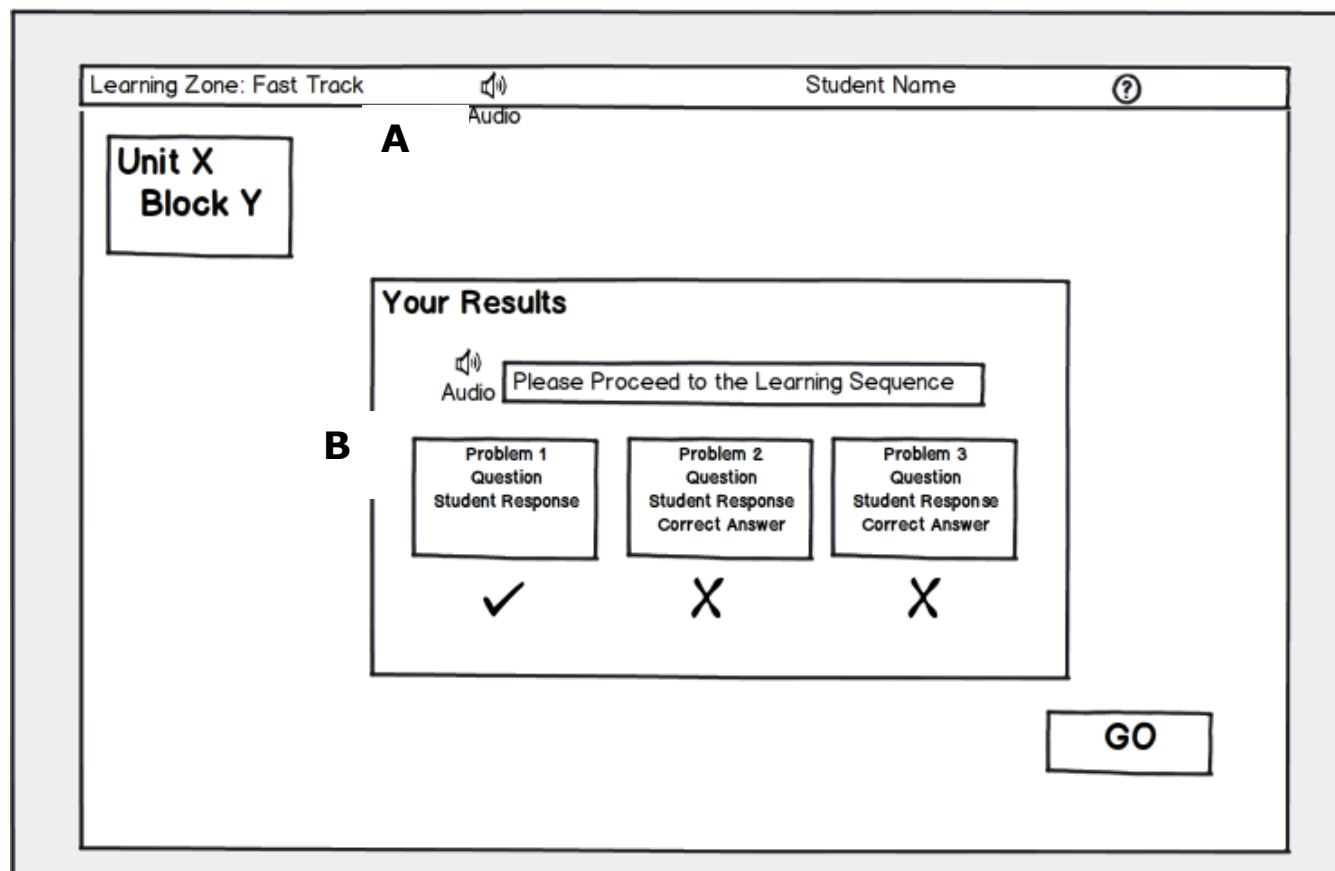 Learning Zone: Fast Track Student Name ?
Audio
A
Unit X
Block Y
Your Results
Audio Please Proceed to the Learning Sequence
B
Problem 1
Question
Student Response
Problem 2
Question
Student Response
Correct Answer
Problem 3
Question
Student Response
Correct Answer
GO